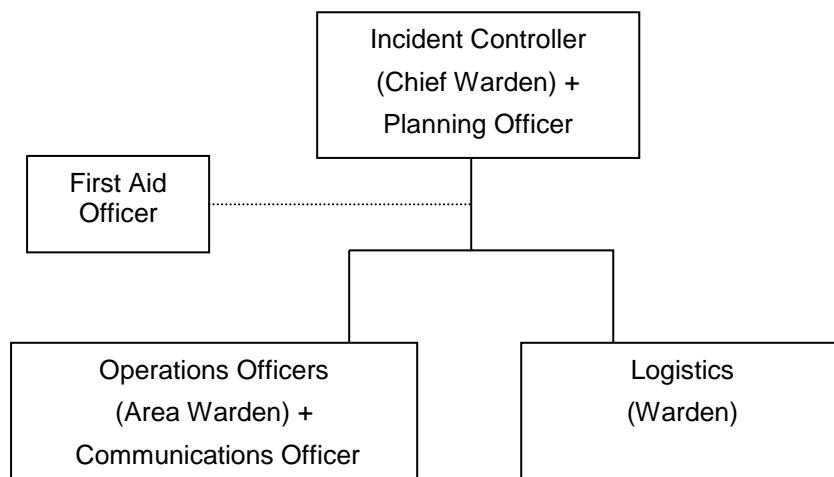 Incident Controller
(Chief Warden) +
Planning Officer
First Aid
Officer
Operations Officers
(Area Warden) +
Communications Officer
Logistics
(Warden)